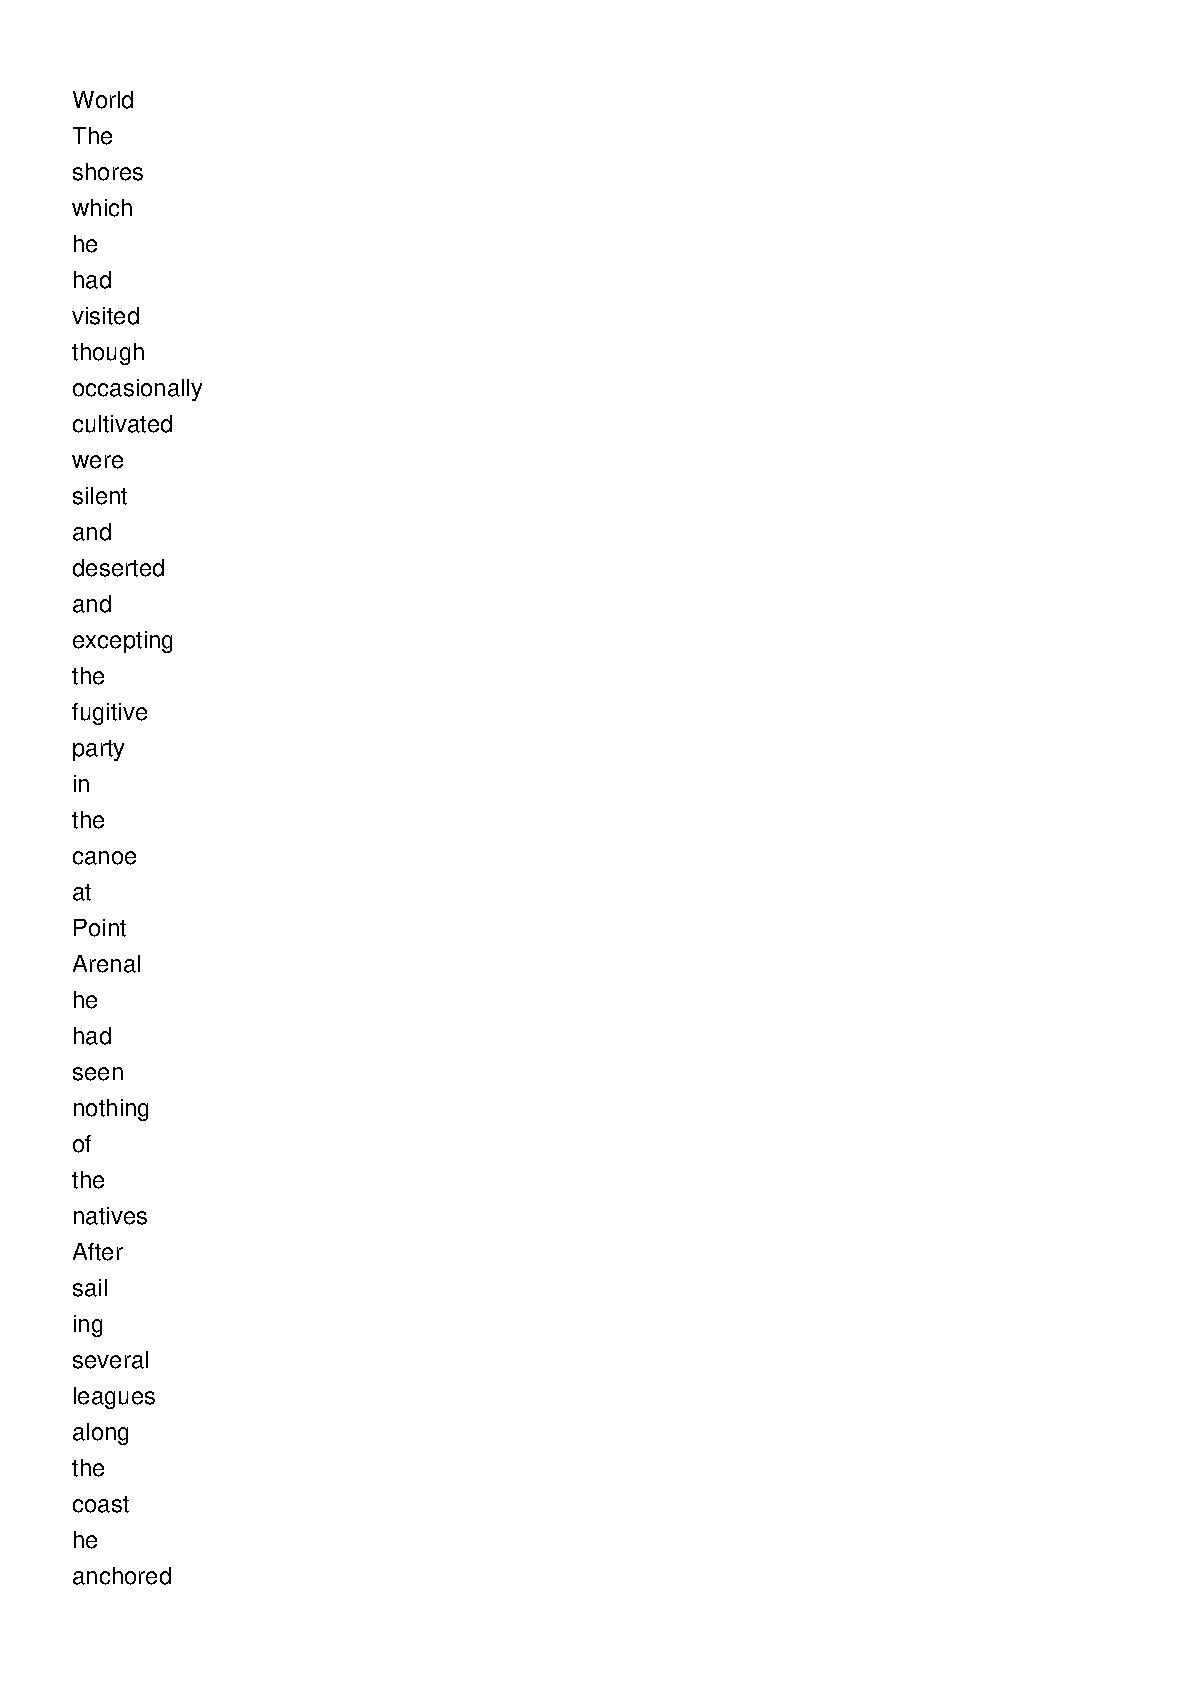 World
The
shores
which
he
had
visited
though
occasionally
cultivated
were
silent
and
deserted
and
excepting
the
fugitive
party
in
the
canoe
at
Point
Arenal
he
had
seen
nothing
of
the
natives
After
sail
ing
several
leagues
along
the
coast
he
anchored